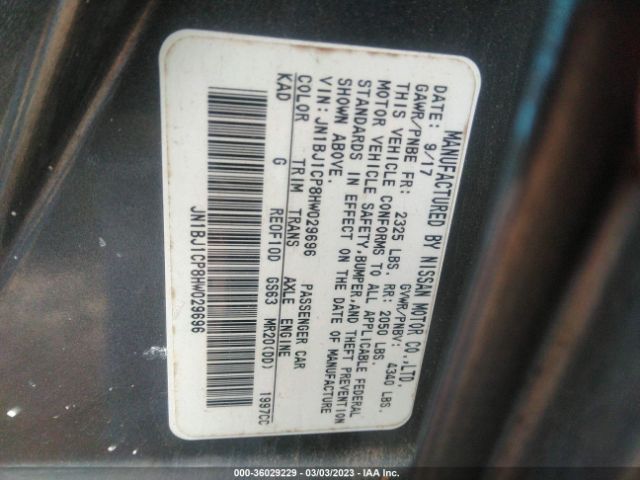 MANUFACTURED BY NISSAN MOTOR CO.,LTD.
DATE: 9/17 GVWR/PNBV: 4340 LBS.
GAWR/PNBE FR: 2325 LBS. RR: 2050 LBS.
THIS VEHICLE CONFORMS TO ALL APPLICABLE FEDERAL
MOTOR VEHICLE SAFETY,BUMPER,AND THEFT PREVENTION
STANDARDS IN EFFECT ON THE DATE OF MANUFACTURE
SHOWN ABOVE.
VIN:JN1BJ1CP8HW029696 PASSENGER CAR
COLOR TRIM TRANS AXLE ENGINE
KAD G RE0F10D GS63 MR20(DD) 1997CC
JN1BJ1CP8HW029696
000-36029229 - 03/03/2023 - IAA Inc.